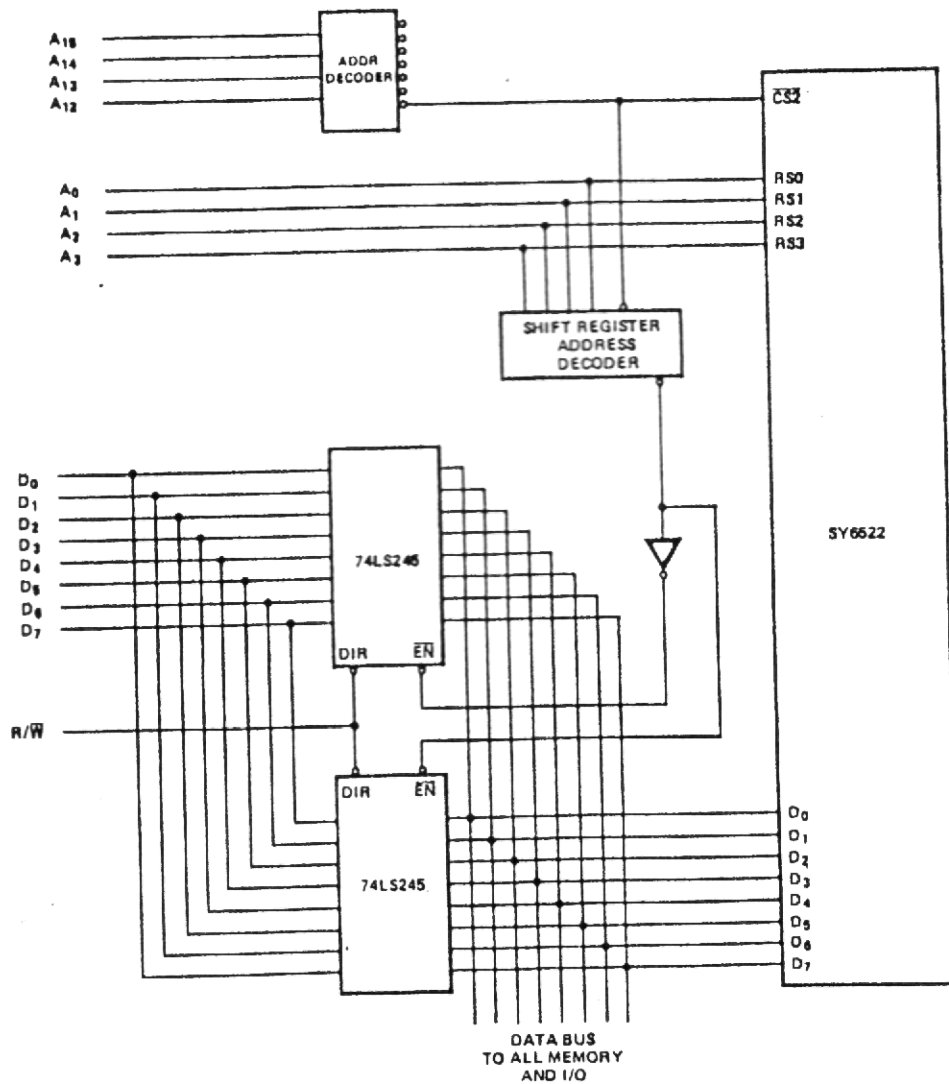 A15
A14
A13
A12
ADDR
DECODER
CS2
A0
A1
A2
A3
RS0
RS1
RS2
RS3
SHIFT REGISTER
ADDRESS
DECODER
D0
D1
D2
D3
D4
D5
D6
D7
74LS245
DIR
EN
SY6522
R/W
DIR
EN
74LS245
D0
D1
D2
D3
D4
D5
D6
D7
DATA BUS
TO ALL MEMORY
AND I/O